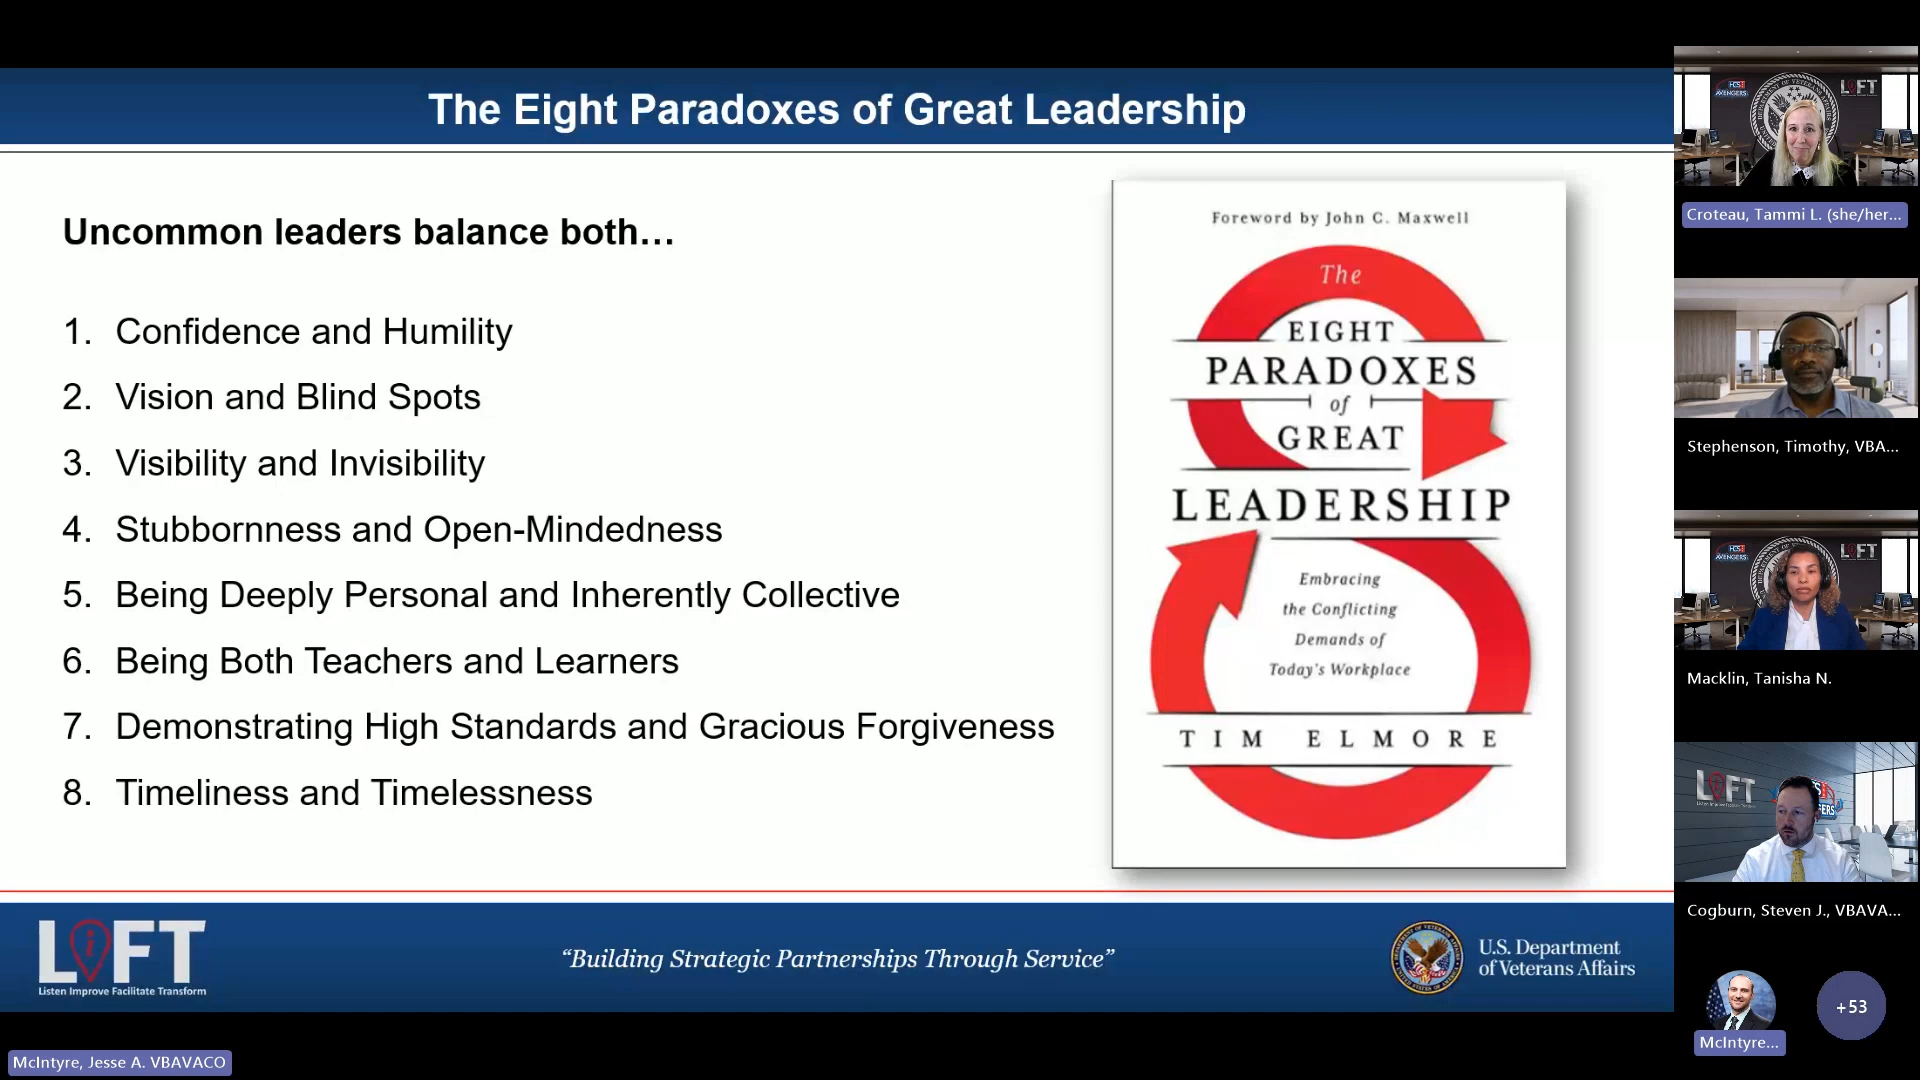 The Eight Paradoxes of Great Leadership
Uncommon leaders balance both…
1. Confidence and Humility
2. Vision and Blind Spots
3. Visibility and Invisibility
4. Stubbornness and Open-Mindedness
5. Being Deeply Personal and Inherently Collective
6. Being Both Teachers and Learners
7. Demonstrating High Standards and Gracious Forgiveness
8. Timeliness and Timelessness
Foreword by John C. Maxwell
The
EIGHT
PARADOXES
of
GREAT
LEADERSHIP
Embracing
the Conflicting
Demands of
Today's Workplace
TIM ELMORE
LiFT
Listen Improve Facilitate Transform
“Building Strategic Partnerships Through Service”
U.S. Department
of Veterans Affairs
McIntyre, Jesse A. VBAVACO
AVENGERS
LiFT
Croteau, Tammi L. (she/her...
Stephenson, Timothy, VBA...
AVENGERS
LiFT
Macklin, Tanisha N.
LiFT
Cogburn, Steven J., VBAVA...
McIntyre...
+53